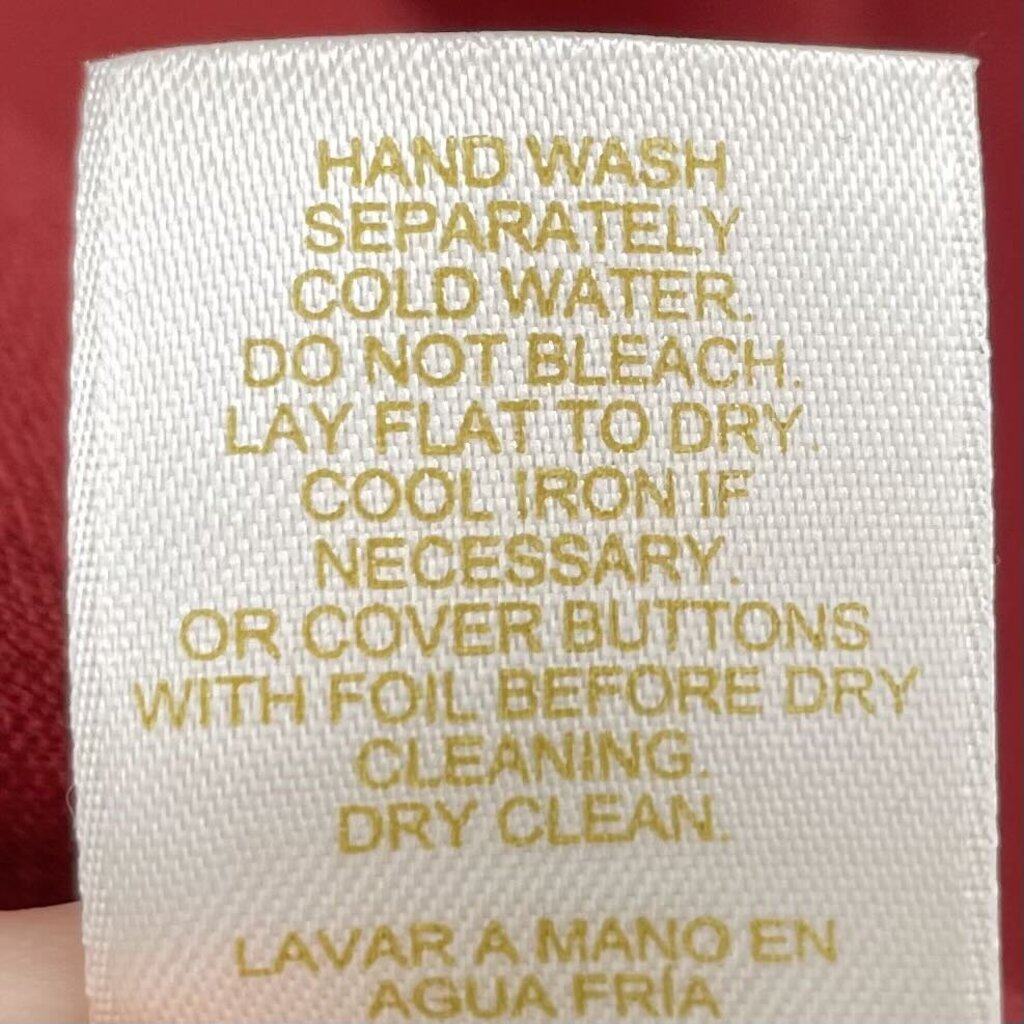 HAND WASH
SEPARATELY
COLD WATER.
DO NOT BLEACH.
LAY FLAT TO DRY.
COOL IRON IF
NECESSARY.
OR COVER BUTTONS
WITH FOIL BEFORE DRY
CLEANING.
DRY CLEAN.
LAVAR A MANO EN
AGUA FRÍA